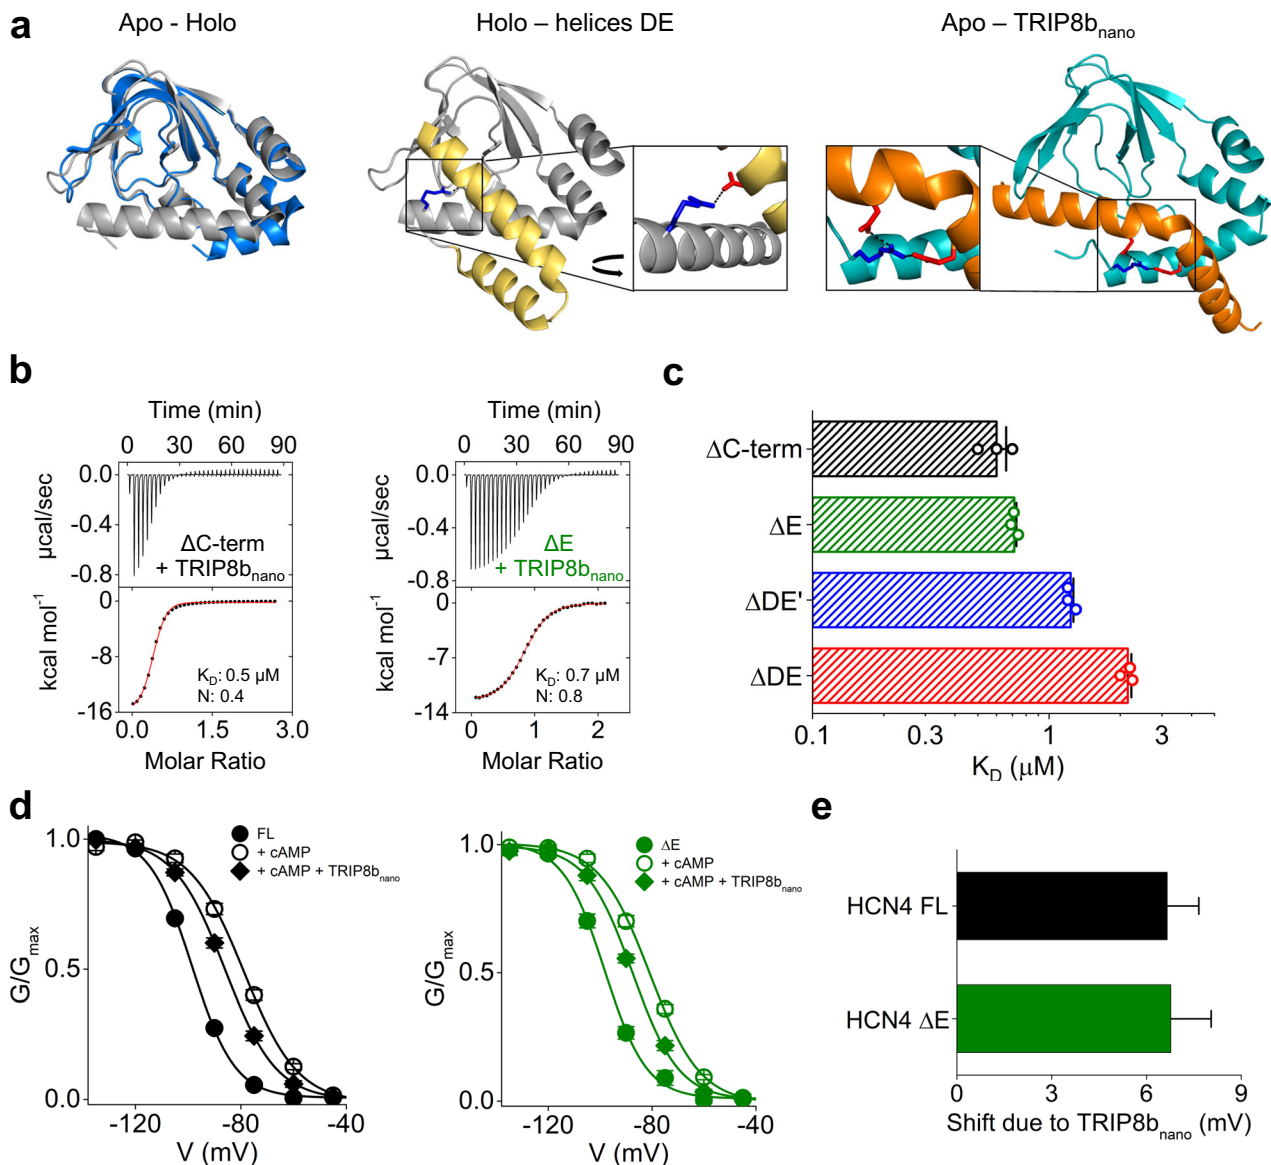 a
Apo - Holo
Holo – helices DE
Apo – TRIP8bnano
b
Time (min)
0 30 60 90
µcal/sec
0.0
-0.4
-0.8
ΔC-term
+ TRIP8bnano
kcal mol-1
0
-8
-16
KD: 0.5 µM
N: 0.4
0.0 1.5 3.0
Molar Ratio
Time (min)
0 30 60 90
µcal/sec
0.0
-0.4
-0.8
ΔE
+ TRIP8bnano
kcal mol-1
0
-7
-14
KD: 0.7 µM
N: 0.8
0 1 2
Molar Ratio
c
ΔC-term
ΔE
ΔDE'
ΔDE
0.1 0.3 1 3
KD (µM)
d
G/Gmax
1.0
0.5
0.0
FL
+ cAMP
+ cAMP + TRIP8bnano
-120 -80 -40
V (mV)
G/Gmax
1.0
0.5
0.0
ΔE
+ cAMP
+ cAMP + TRIP8bnano
-120 -80 -40
V (mV)
e
HCN4 FL
HCN4 ΔE
0 3 6 9
Shift due to TRIP8bnano (mV)